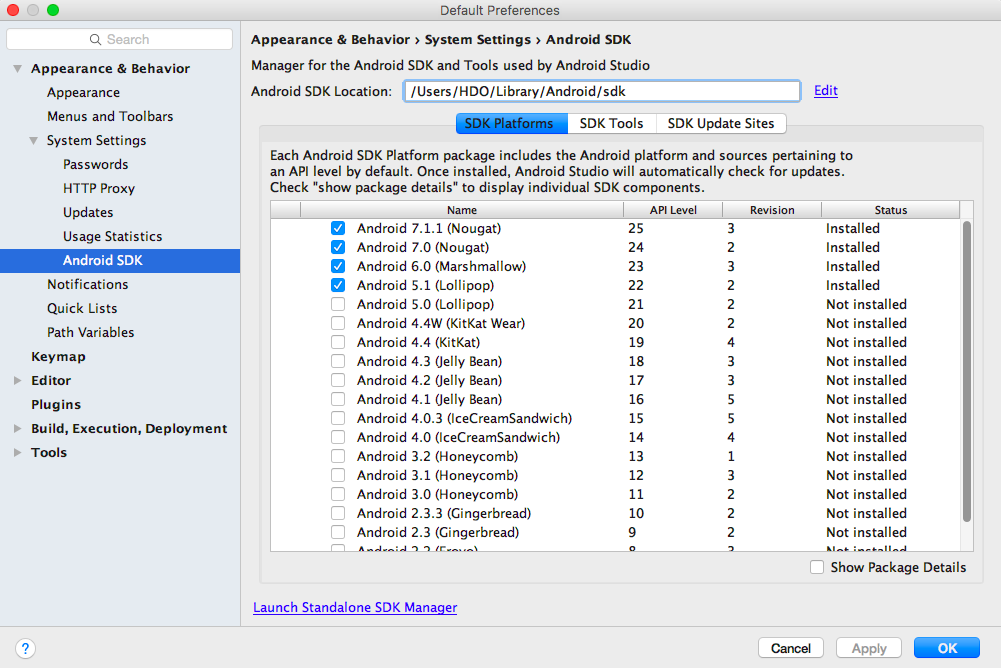 Default Preferences
Search
Appearance & Behavior
Appearance
Menus and Toolbars
System Settings
Passwords
HTTP Proxy
Updates
Usage Statistics
Android SDK
Notifications
Quick Lists
Path Variables
Keymap
Editor
Plugins
Build, Execution, Deployment
Tools
Appearance & Behavior › System Settings › Android SDK
Manager for the Android SDK and Tools used by Android Studio
Android SDK Location: /Users/HDO/Library/Android/sdk Edit
SDK Platforms SDK Tools SDK Update Sites
Each Android SDK Platform package includes the Android platform and sources pertaining to
an API level by default. Once installed, Android Studio will automatically check for updates.
Check "show package details" to display individual SDK components.
Name API Level Revision Status
Android 7.1.1 (Nougat) 25 3 Installed
Android 7.0 (Nougat) 24 2 Installed
Android 6.0 (Marshmallow) 23 3 Installed
Android 5.1 (Lollipop) 22 2 Installed
Android 5.0 (Lollipop) 21 2 Not installed
Android 4.4W (KitKat Wear) 20 2 Not installed
Android 4.4 (KitKat) 19 4 Not installed
Android 4.3 (Jelly Bean) 18 3 Not installed
Android 4.2 (Jelly Bean) 17 3 Not installed
Android 4.1 (Jelly Bean) 16 5 Not installed
Android 4.0.3 (IceCreamSandwich) 15 5 Not installed
Android 4.0 (IceCreamSandwich) 14 4 Not installed
Android 3.2 (Honeycomb) 13 1 Not installed
Android 3.1 (Honeycomb) 12 3 Not installed
Android 3.0 (Honeycomb) 11 2 Not installed
Android 2.3.3 (Gingerbread) 10 2 Not installed
Android 2.3 (Gingerbread) 9 2 Not installed
Android 2.2 (Froyo) 8 3 Not installed
Show Package Details
Launch Standalone SDK Manager
? Cancel Apply OK